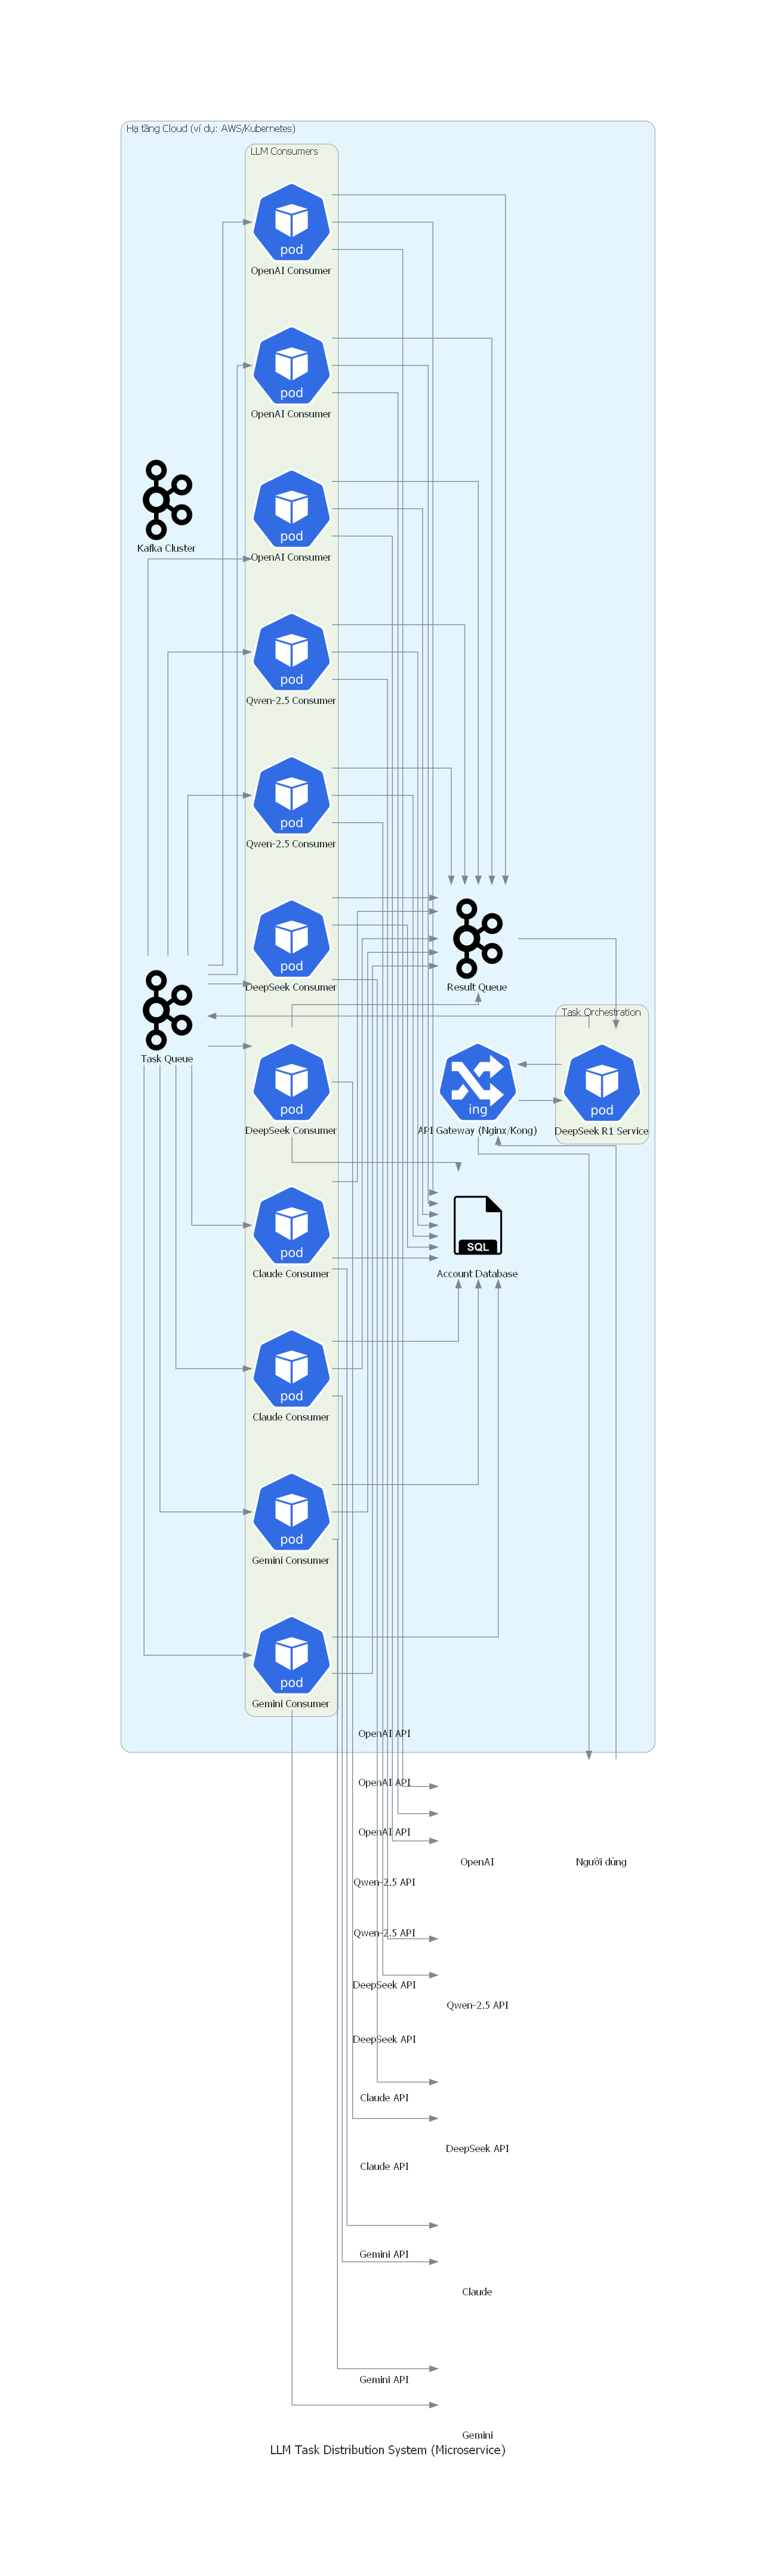 Hạ tầng Cloud (ví dụ: AWS/Kubernetes)
LLM Consumers
pod
OpenAI Consumer
pod
OpenAI Consumer
Kafka Cluster
pod
OpenAI Consumer
pod
Qwen-2.5 Consumer
pod
Qwen-2.5 Consumer
pod
DeepSeek Consumer
Result Queue
Task Orchestration
Task Queue
pod
DeepSeek Consumer
ing
API Gateway (Nginx/Kong)
pod
DeepSeek R1 Service
pod
Claude Consumer
SQL
Account Database
pod
Claude Consumer
pod
Gemini Consumer
pod
Gemini Consumer
OpenAI API
OpenAI API
OpenAI API
OpenAI
Người dùng
Qwen-2.5 API
Qwen-2.5 API
DeepSeek API
Qwen-2.5 API
DeepSeek API
Claude API
DeepSeek API
Claude API
Gemini API
Claude
Gemini API
Gemini
LLM Task Distribution System (Microservice)